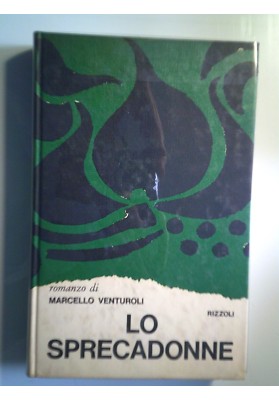 romanzo di
MARCELLO VENTUROLI
RIZZOLI
LO
SPRECADONNE